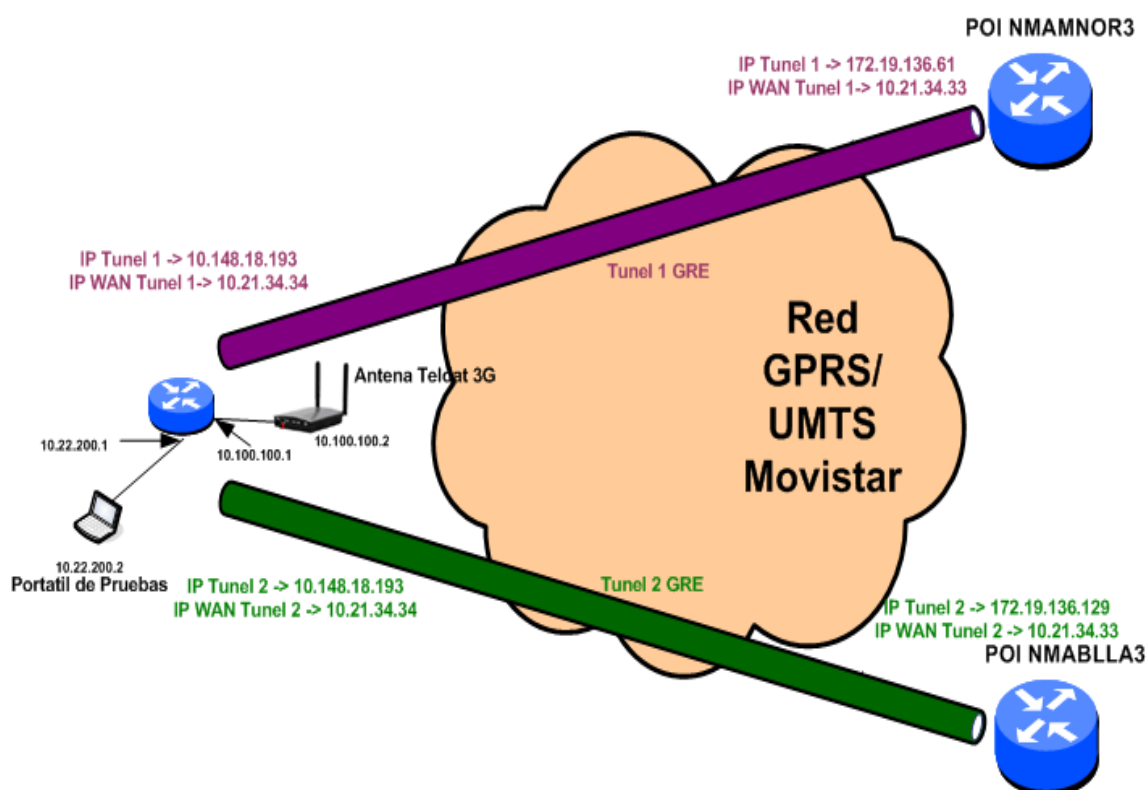 POI NMAMNOR3
IP Tunel 1 -> 172.19.136.61
IP WAN Tunel 1-> 10.21.34.33
IP Tunel 1 -> 10.148.18.193
IP WAN Tunel 1-> 10.21.34.34
Tunel 1 GRE
Red
GPRS/
UMTS
Movistar
Antena Teldat 3G
10.22.200.1
10.100.100.1
10.100.100.2
10.22.200.2
Portatil de Pruebas
IP Tunel 2 -> 10.148.18.193
IP WAN Tunel 2 -> 10.21.34.34
Tunel 2 GRE
IP Tunel 2 -> 172.19.136.129
IP WAN Tunel 2 -> 10.21.34.33
POI NMABLLA3